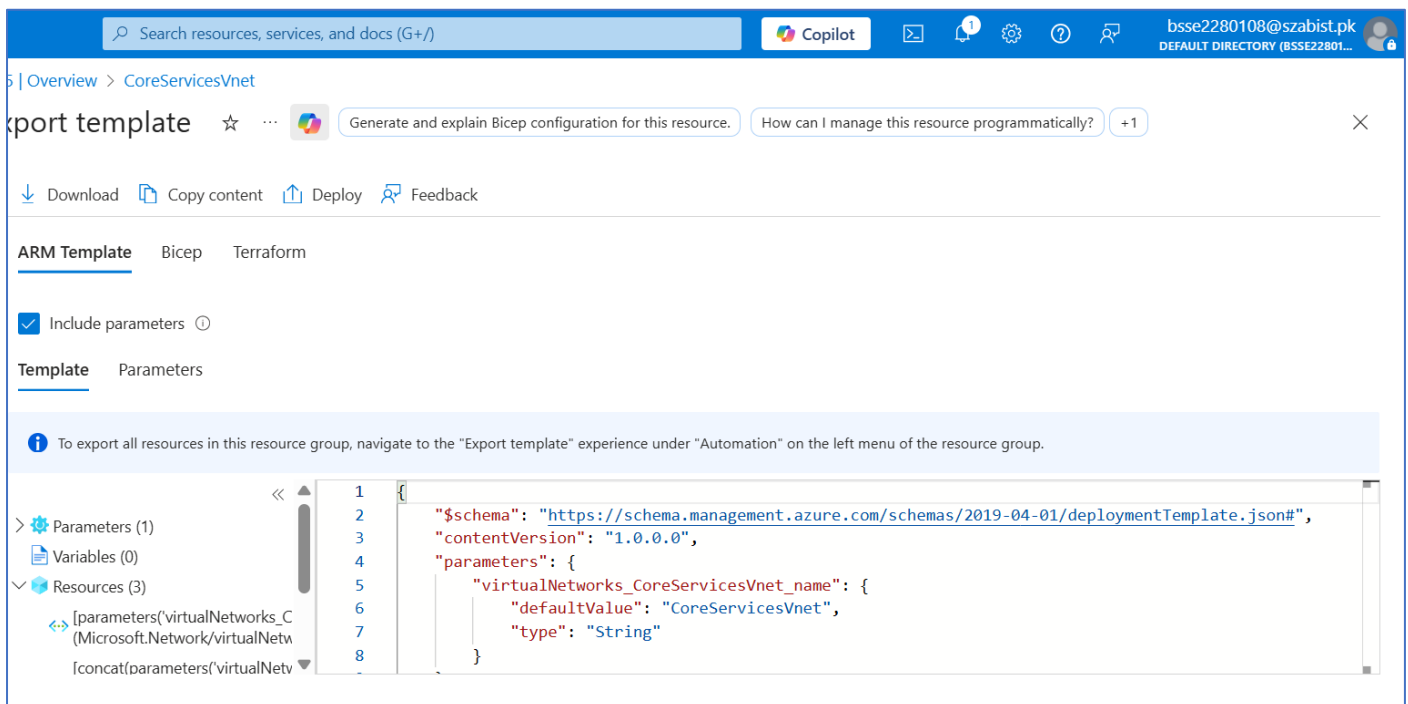 Search resources, services, and docs (G+/)
Copilot
1
bsse2280108@szabist.pk
DEFAULT DIRECTORY (BSSE22801...
| Overview > CoreServicesVnet
xport template
...
Generate and explain Bicep configuration for this resource.
How can I manage this resource programmatically?
+1
Download
Copy content
Deploy
Feedback
ARM Template
Bicep
Terraform
Include parameters
Template
Parameters
To export all resources in this resource group, navigate to the "Export template" experience under "Automation" on the left menu of the resource group.
Parameters (1)
Variables (0)
Resources (3)
[parameters('virtualNetworks_C
(Microsoft.Network/virtualNetw
[concat(parameters('virtualNetw
1 {
2 "$schema": "https://schema.management.azure.com/schemas/2019-04-01/deploymentTemplate.json#",
3 "contentVersion": "1.0.0.0",
4 "parameters": {
5 "virtualNetworks_CoreServicesVnet_name": {
6 "defaultValue": "CoreServicesVnet",
7 "type": "String"
8 }